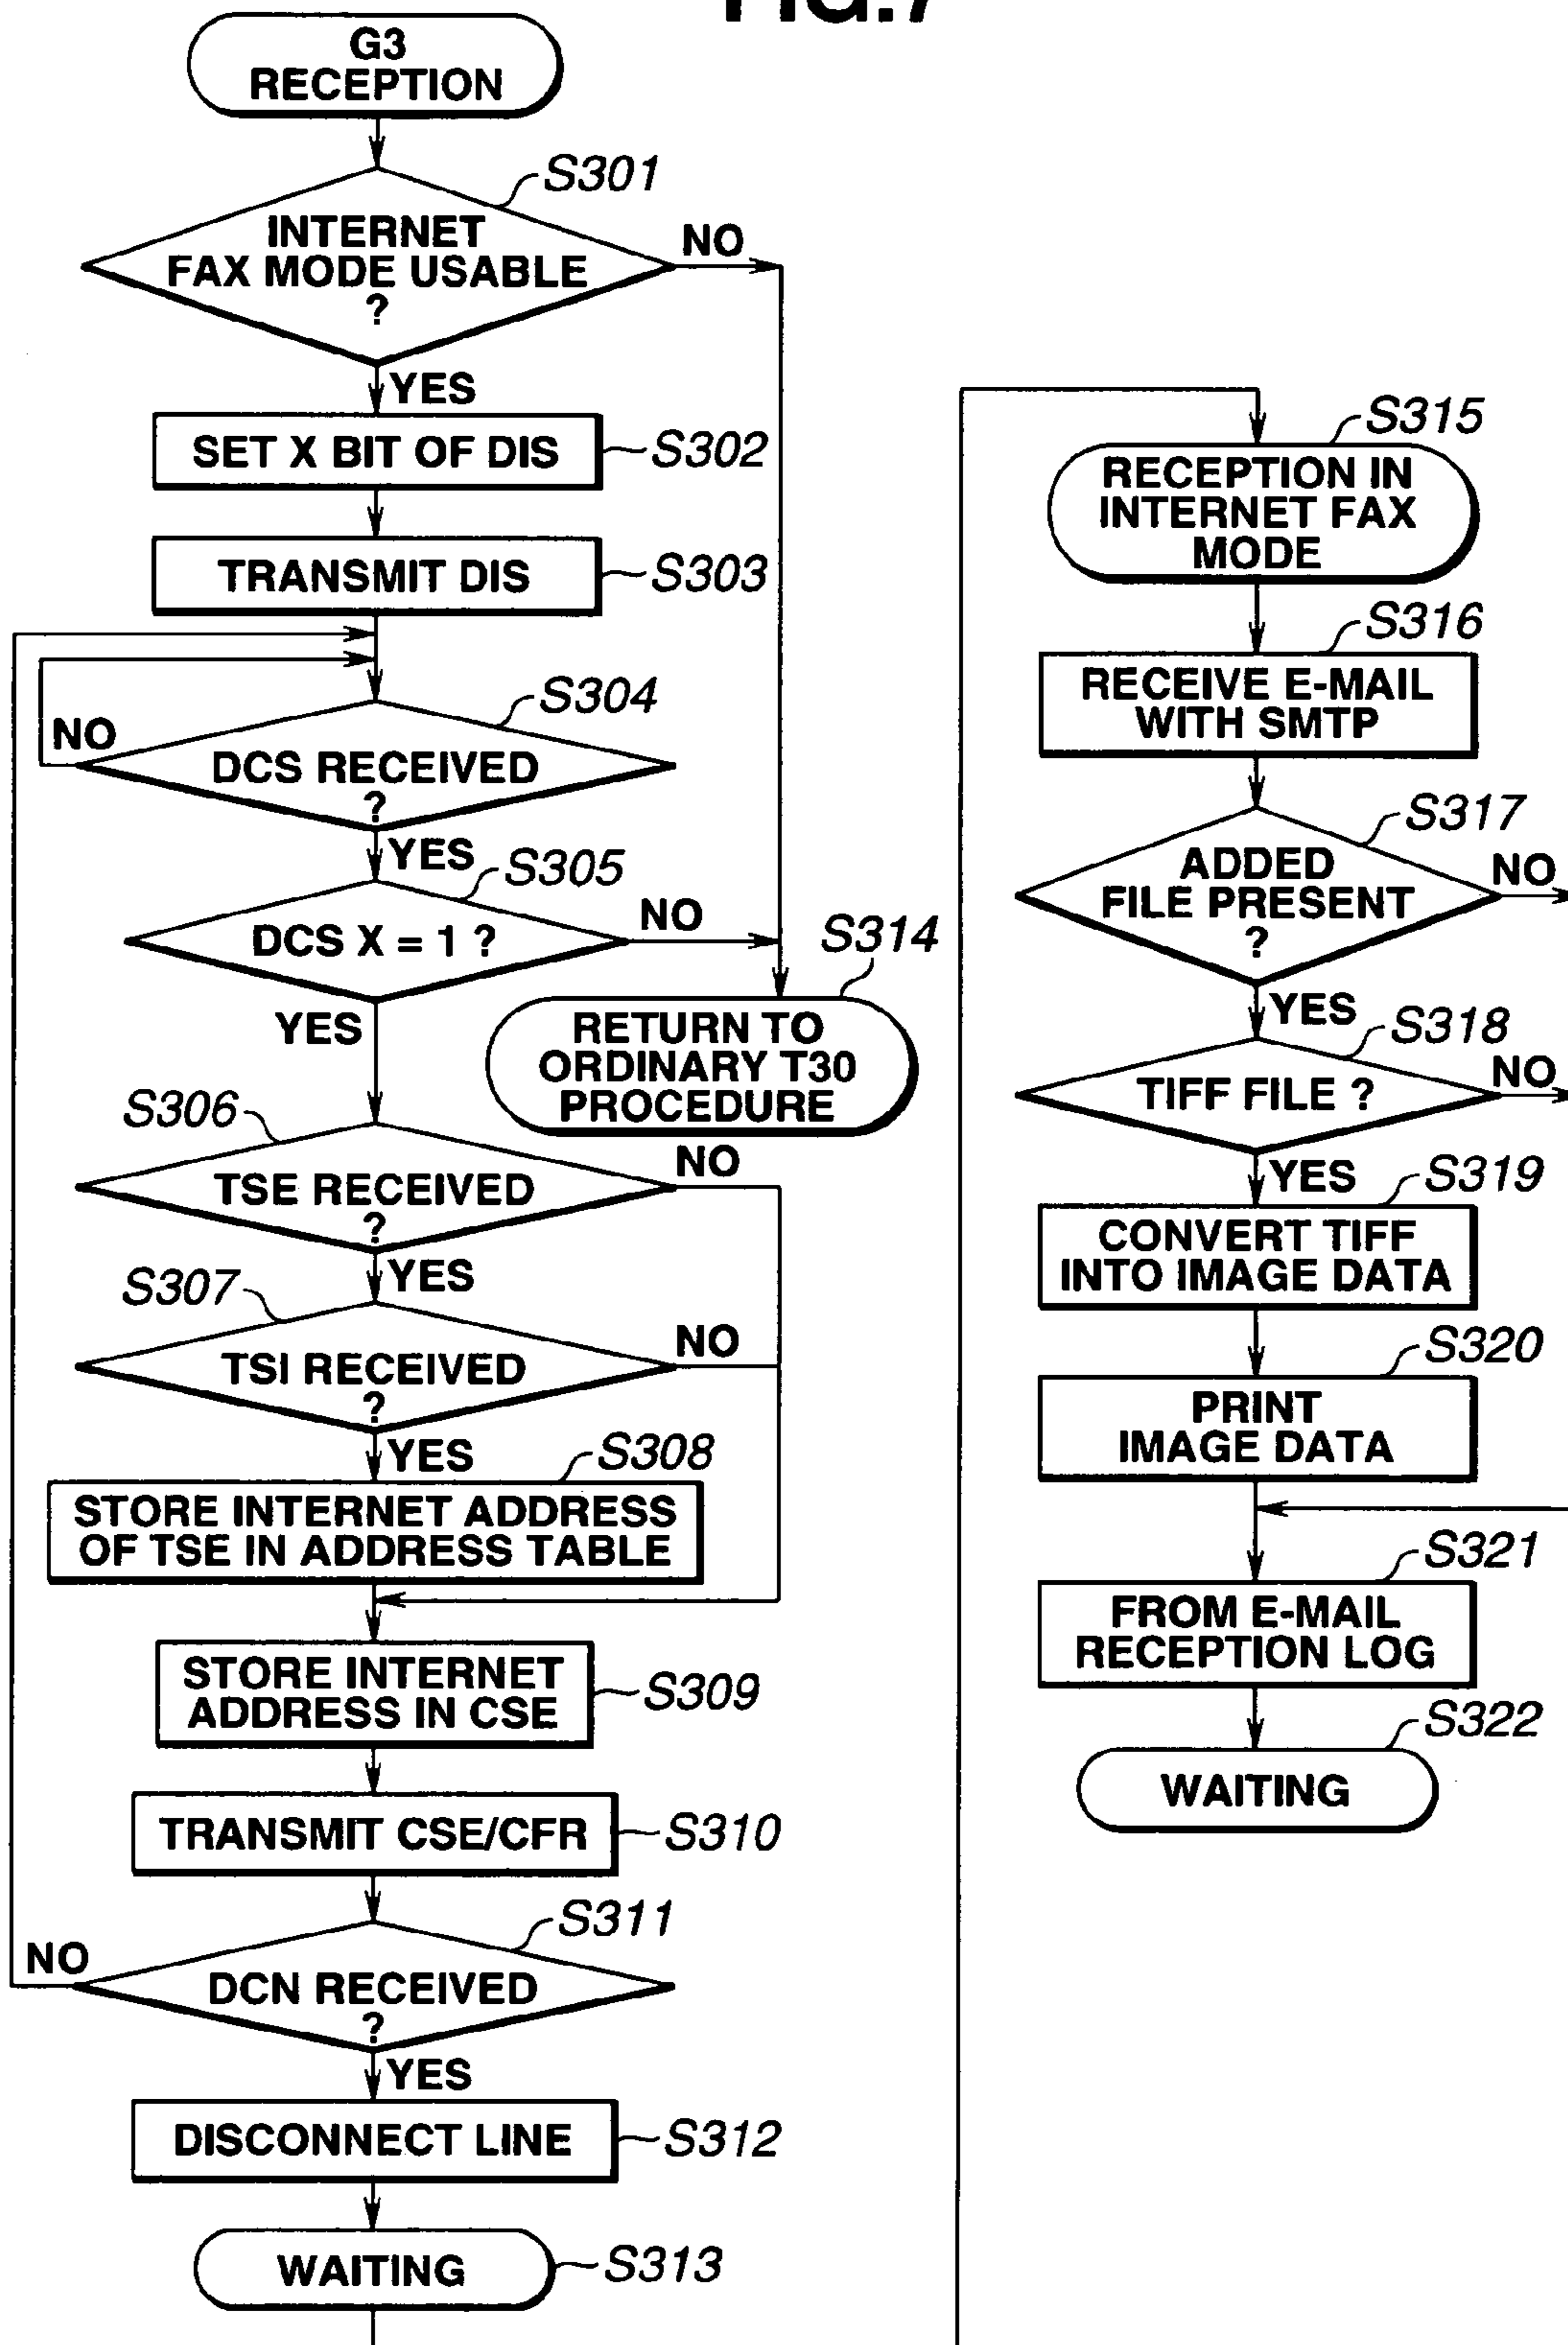 FIG.7
G3
RECEPTION
S301
INTERNET
FAX MODE USABLE
?
NO
YES
SET X BIT OF DIS
S302
TRANSMIT DIS
S303
S304
NO
DCS RECEIVED
?
YES
S305
DCS X = 1 ?
NO
YES
S314
RETURN TO
ORDINARY T30
PROCEDURE
S306
TSE RECEIVED
?
NO
YES
S307
TSI RECEIVED
?
NO
YES
S308
STORE INTERNET ADDRESS
OF TSE IN ADDRESS TABLE
STORE INTERNET
ADDRESS IN CSE
S309
TRANSMIT CSE/CFR
S310
S311
NO
DCN RECEIVED
?
YES
DISCONNECT LINE
S312
WAITING
S313
S315
RECEPTION IN
INTERNET FAX
MODE
S316
RECEIVE E-MAIL
WITH SMTP
S317
ADDED
FILE PRESENT
?
NO
YES
S318
TIFF FILE ?
NO
YES
S319
CONVERT TIFF
INTO IMAGE DATA
S320
PRINT
IMAGE DATA
S321
FROM E-MAIL
RECEPTION LOG
S322
WAITING